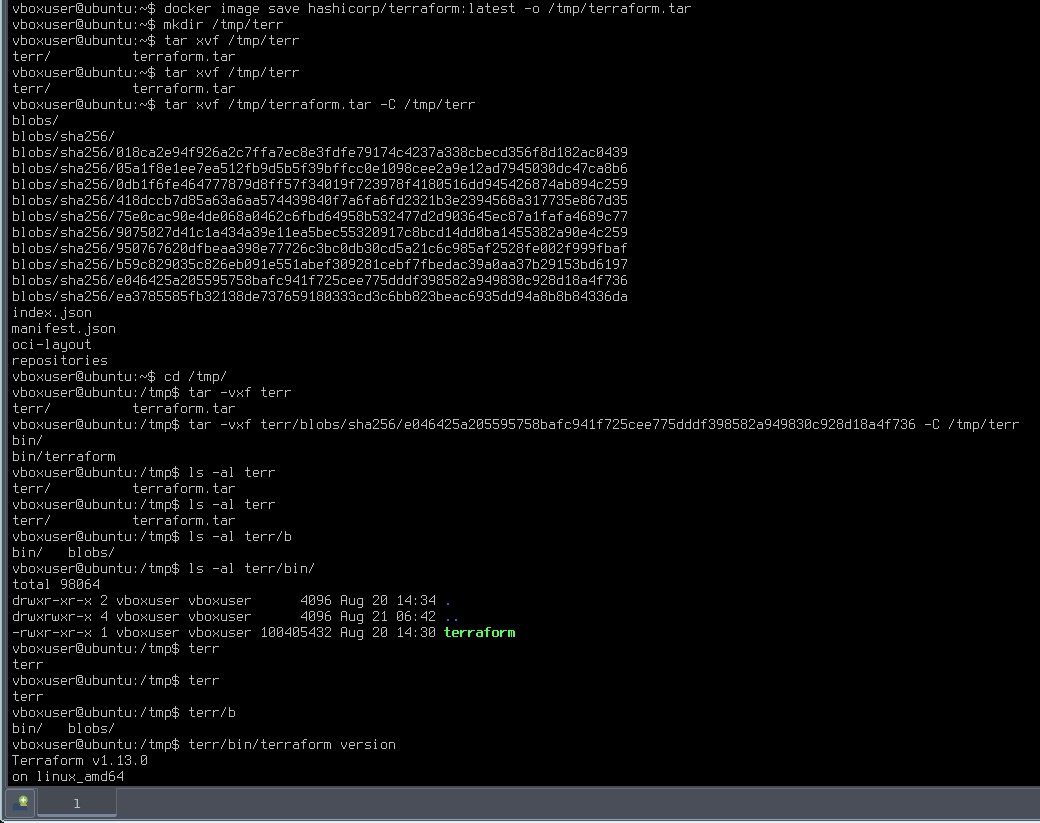 vboxuser@ubuntu:~$ docker image save hashicorp/terraform:latest -o /tmp/terraform.tar
vboxuser@ubuntu:~$ mkdir /tmp/terr
vboxuser@ubuntu:~$ tar xvf /tmp/terr
terr/ terraform.tar
vboxuser@ubuntu:~$ tar xvf /tmp/terr
terr/ terraform.tar
vboxuser@ubuntu:~$ tar xvf /tmp/terraform.tar -C /tmp/terr
blobs/
blobs/sha256/
blobs/sha256/018ca2e94f926a2c7ffa7ec8e3fdfe79174c4237a338cbecd356f8d182ac0439
blobs/sha256/05a1f8e1ee7ea512fb9d5b5f39bffcc0e1098cee2a9e12ad7945030dc47ca8b6
blobs/sha256/0db1f6fe464777879d8ff57f34019f723978f4180516dd945426874ab894c259
blobs/sha256/418dccb7d85a63a6aa574439840f7a6fa6fd2321b3e2394568a317735e867d35
blobs/sha256/75e0cac90e4de068a0462c6fbd64958b532477d2d903645ec87a1fafa4689c77
blobs/sha256/9075027d41c1a434a39e11ea5bec55320917c8bcd14dd0ba1455382a90e4c259
blobs/sha256/950767620dfbeaa398e77726c3bc0db30cd5a21c6c985af2528fe002f999fbaf
blobs/sha256/b59c829035c826eb091e551abef309281cebf7fbedac39a0aa37b29153bd6197
blobs/sha256/e046425a205595758bafc941f725cee775dddf398582a949830c928d18a4f736
blobs/sha256/ea3785585fb32138de737659180333cd3c6bb823beac6935dd94a8b8b84336da
index.json
manifest.json
oci-layout
repositories
vboxuser@ubuntu:~$ cd /tmp/
vboxuser@ubuntu:/tmp$ tar -vxf terr
terr/ terraform.tar
vboxuser@ubuntu:/tmp$ tar -vxf terr/blobs/sha256/e046425a205595758bafc941f725cee775dddf398582a949830c928d18a4f736 -C /tmp/terr
bin/
bin/terraform
vboxuser@ubuntu:/tmp$ ls -al terr
terr/ terraform.tar
vboxuser@ubuntu:/tmp$ ls -al terr
terr/ terraform.tar
vboxuser@ubuntu:/tmp$ ls -al terr/b
bin/ blobs/
vboxuser@ubuntu:/tmp$ ls -al terr/bin/
total 98064
drwxr-xr-x 2 vboxuser vboxuser 4096 Aug 20 14:34 .
drwxrwxr-x 4 vboxuser vboxuser 4096 Aug 21 06:42 ..
-rwxr-xr-x 1 vboxuser vboxuser 100405432 Aug 20 14:30 terraform
vboxuser@ubuntu:/tmp$ terr
terr
vboxuser@ubuntu:/tmp$ terr
terr
vboxuser@ubuntu:/tmp$ terr/b
bin/ blobs/
vboxuser@ubuntu:/tmp$ terr/bin/terraform version
Terraform v1.13.0
on linux_amd64
1